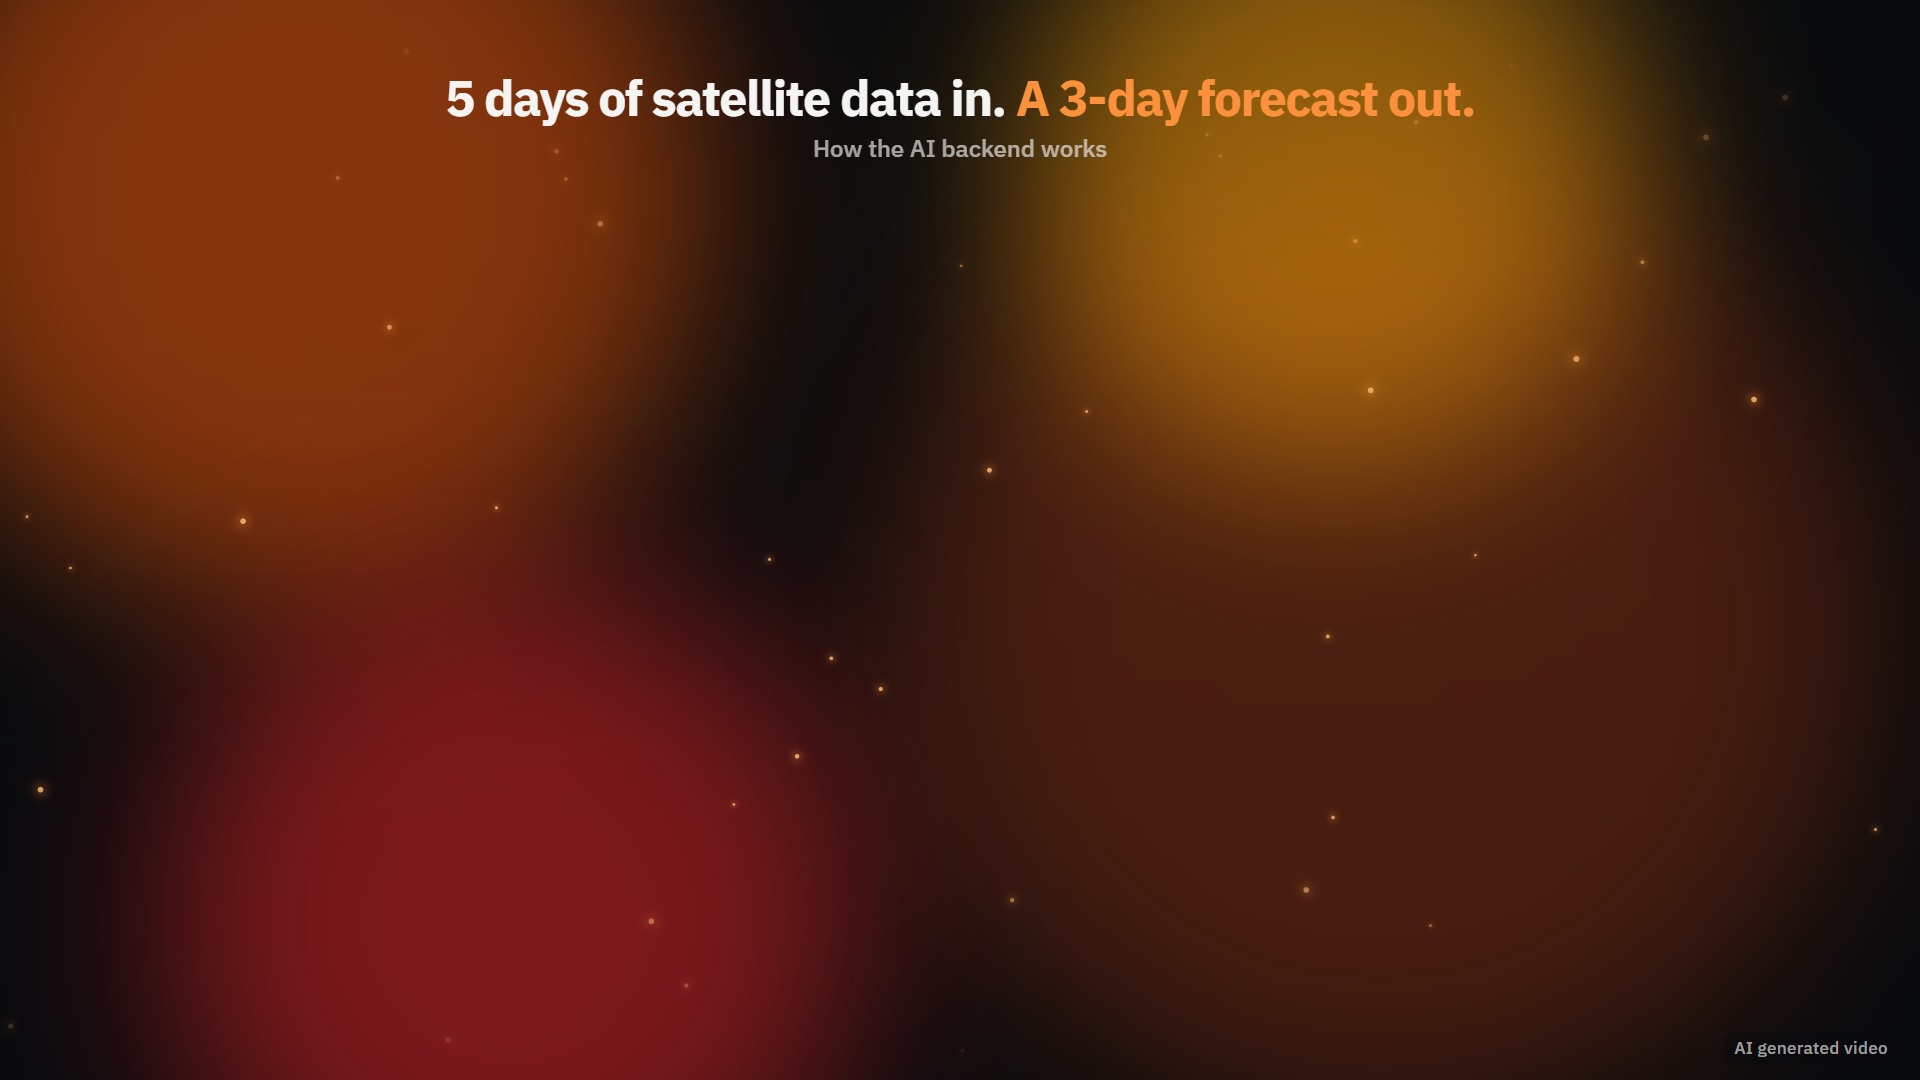 5 days of satellite data in. A 3-day forecast out.
How the AI backend works
AI generated video